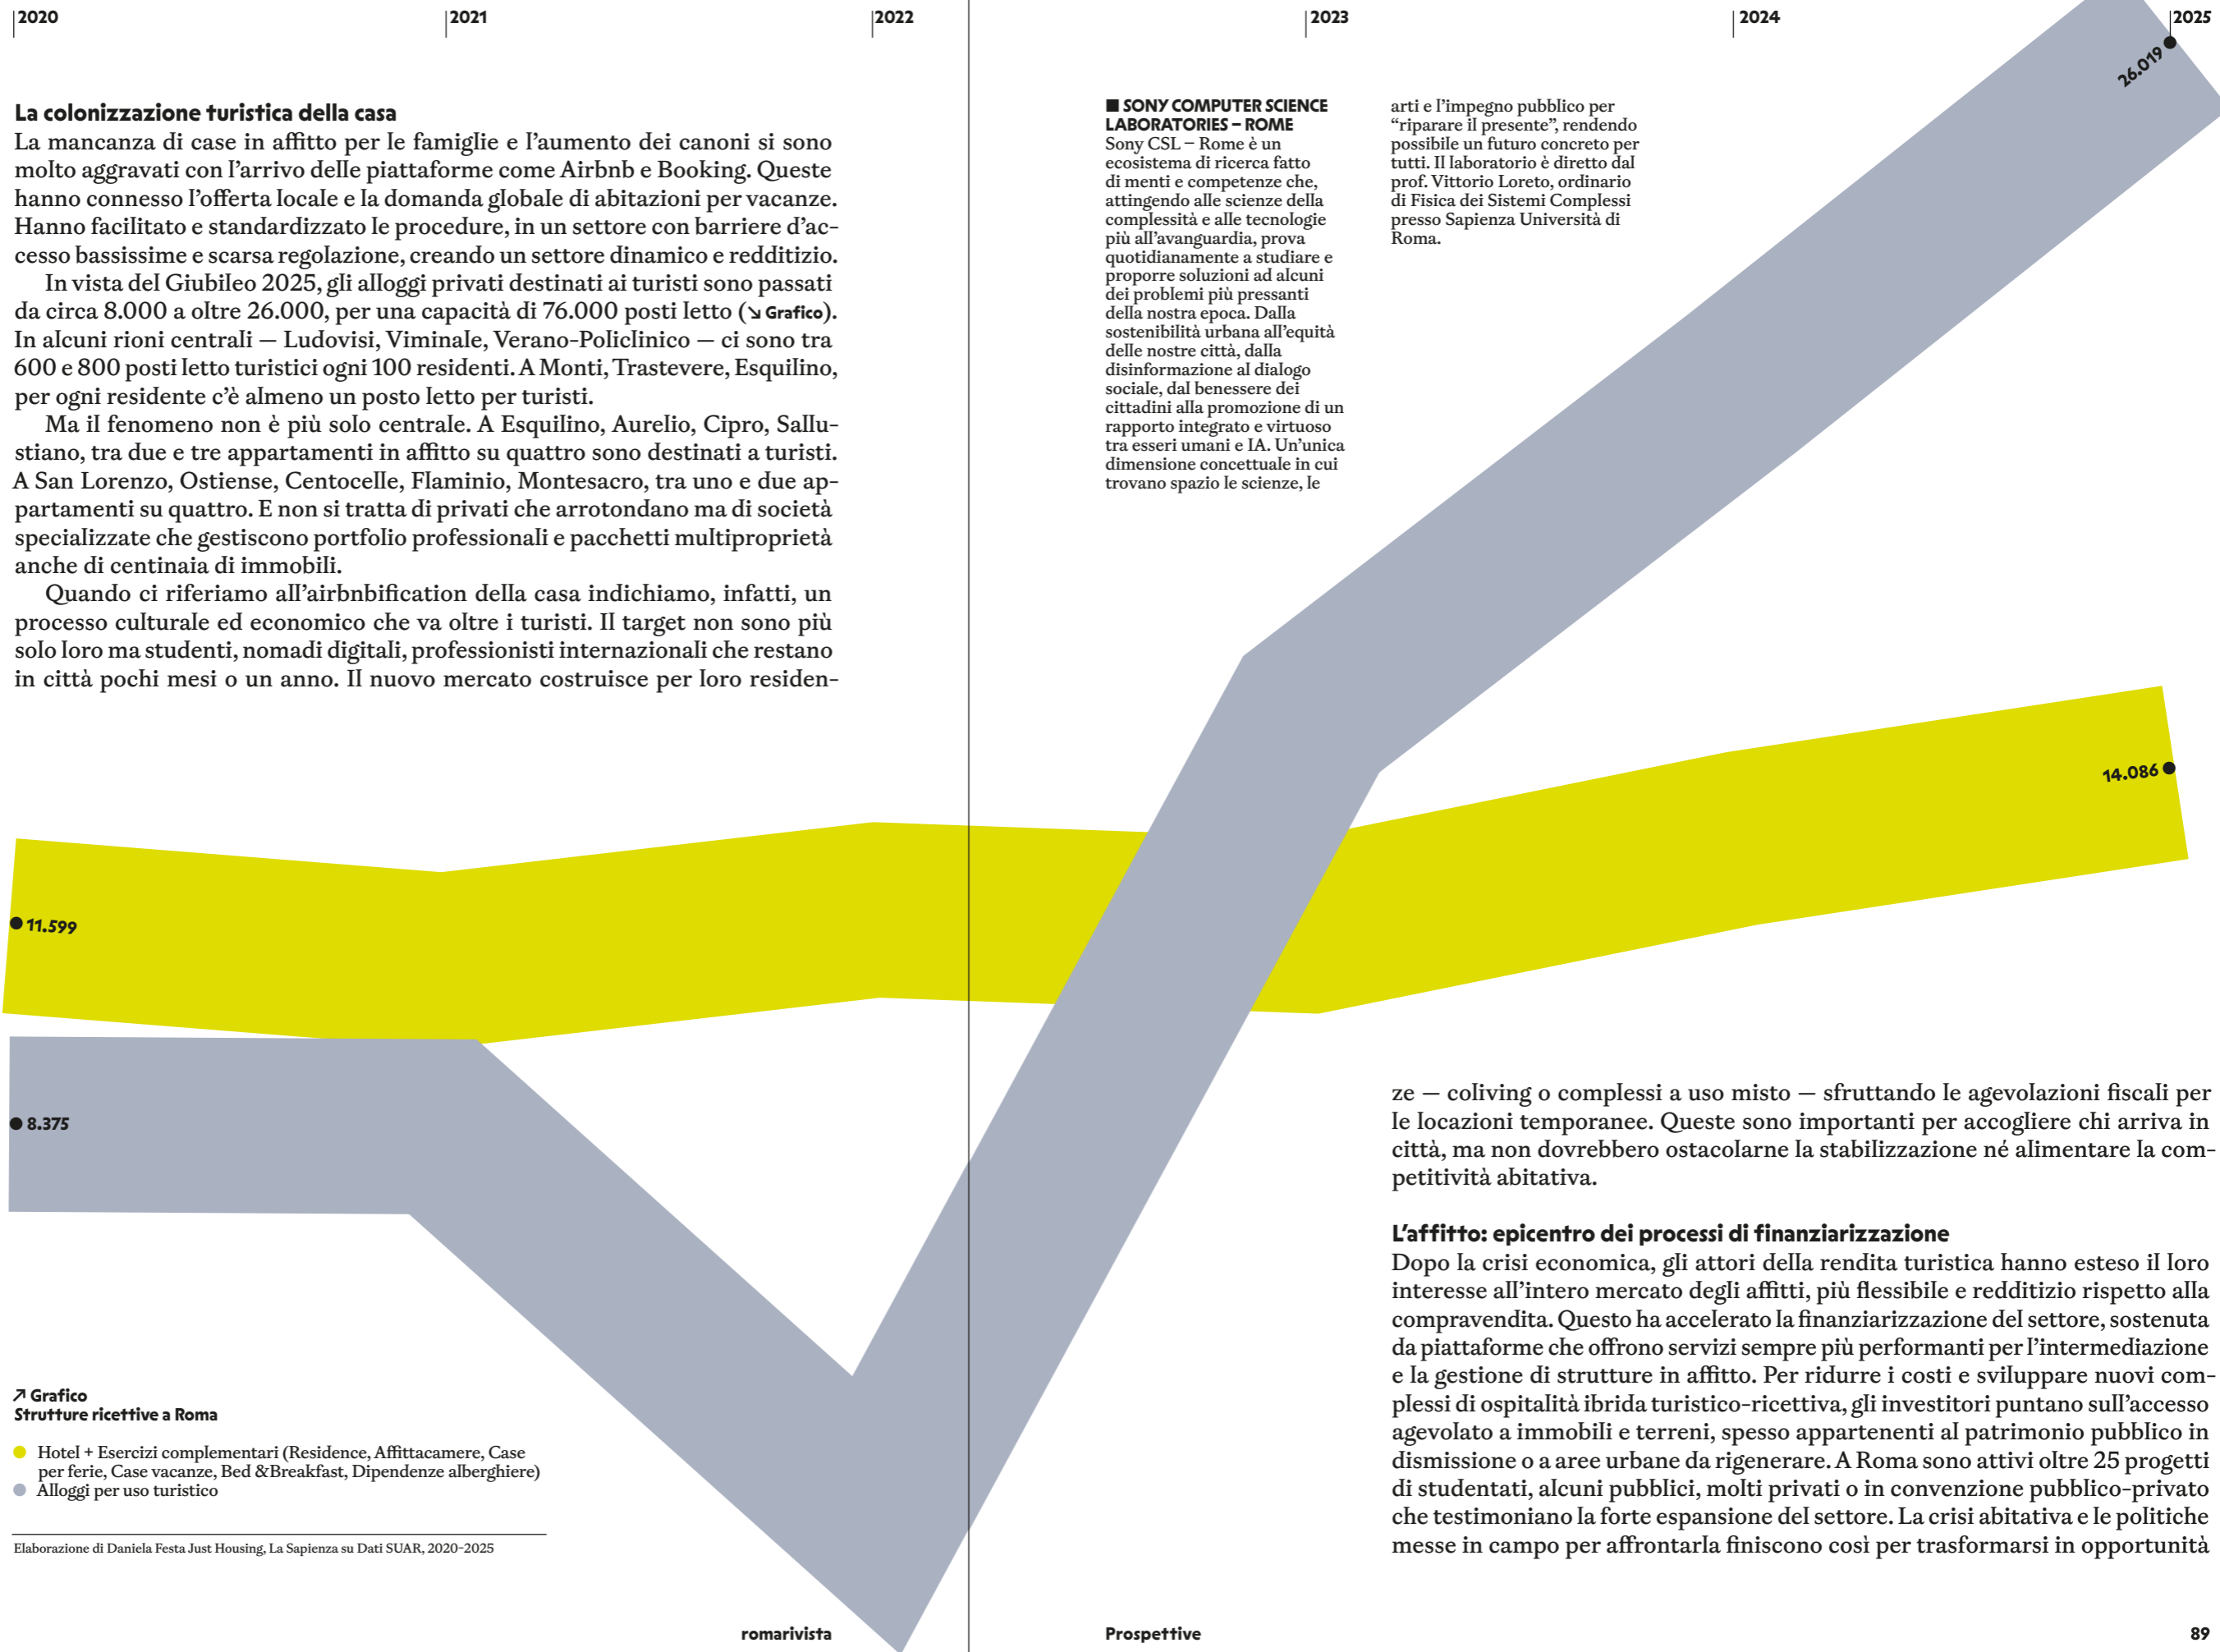 2020
2021
2022
2023
2024
2025
La colonizzazione turistica della casa
La mancanza di case in affitto per le famiglie e l’aumento dei canoni si sono
molto aggravati con l’arrivo delle piattaforme come Airbnb e Booking. Queste
hanno connesso l’offerta locale e la domanda globale di abitazioni per vacanze.
Hanno facilitato e standardizzato le procedure, in un settore con barriere d’ac-
cesso bassissime e scarsa regolazione, creando un settore dinamico e redditizio.
In vista del Giubileo 2025, gli alloggi privati destinati ai turisti sono passati
da circa 8.000 a oltre 26.000, per una capacità di 76.000 posti letto (↘ Grafico).
In alcuni rioni centrali — Ludovisi, Viminale, Verano-Policlinico — ci sono tra
600 e 800 posti letto turistici ogni 100 residenti. A Monti, Trastevere, Esquilino,
per ogni residente c’è almeno un posto letto per turisti.
Ma il fenomeno non è più solo centrale. A Esquilino, Aurelio, Cipro, Sallu-
stiano, tra due e tre appartamenti in affitto su quattro sono destinati a turisti.
A San Lorenzo, Ostiense, Centocelle, Flaminio, Montesacro, tra uno e due ap-
partamenti su quattro. E non si tratta di privati che arrotondano ma di società
specializzate che gestiscono portfolio professionali e pacchetti multiproprietà
anche di centinaia di immobili.
Quando ci riferiamo all’airbnbification della casa indichiamo, infatti, un
processo culturale ed economico che va oltre i turisti. Il target non sono più
solo loro ma studenti, nomadi digitali, professionisti internazionali che restano
in città pochi mesi o un anno. Il nuovo mercato costruisce per loro residen-
11.599
8.375
↗ Grafico
Strutture ricettive a Roma
Hotel + Esercizi complementari (Residence, Affittacamere, Case
per ferie, Case vacanze, Bed &Breakfast, Dipendenze alberghiere)
Alloggi per uso turistico
Elaborazione di Daniela Festa Just Housing, La Sapienza su Dati SUAR, 2020-2025
romarivista
■ SONY COMPUTER SCIENCE
LABORATORIES – ROME
Sony CSL – Rome è un
ecosistema di ricerca fatto
di menti e competenze che,
attingendo alle scienze della
complessità e alle tecnologie
più all’avanguardia, prova
quotidianamente a studiare e
proporre soluzioni ad alcuni
dei problemi più pressanti
della nostra epoca. Dalla
sostenibilità urbana all’equità
delle nostre città, dalla
disinformazione al dialogo
sociale, dal benessere dei
cittadini alla promozione di un
rapporto integrato e virtuoso
tra esseri umani e IA. Un’unica
dimensione concettuale in cui
trovano spazio le scienze, le
arti e l’impegno pubblico per
“riparare il presente”, rendendo
possibile un futuro concreto per
tutti. Il laboratorio è diretto dal
prof. Vittorio Loreto, ordinario
di Fisica dei Sistemi Complessi
presso Sapienza Università di
Roma.
26.019
14.086
ze — coliving o complessi a uso misto — sfruttando le agevolazioni fiscali per
le locazioni temporanee. Queste sono importanti per accogliere chi arriva in
città, ma non dovrebbero ostacolarne la stabilizzazione né alimentare la com-
petitività abitativa.
L’affitto: epicentro dei processi di finanziarizzazione
Dopo la crisi economica, gli attori della rendita turistica hanno esteso il loro
interesse all’intero mercato degli affitti, più flessibile e redditizio rispetto alla
compravendita. Questo ha accelerato la finanziarizzazione del settore, sostenuta
da piattaforme che offrono servizi sempre più performanti per l’intermediazione
e la gestione di strutture in affitto. Per ridurre i costi e sviluppare nuovi com-
plessi di ospitalità ibrida turistico-ricettiva, gli investitori puntano sull’accesso
agevolato a immobili e terreni, spesso appartenenti al patrimonio pubblico in
dismissione o a aree urbane da rigenerare. A Roma sono attivi oltre 25 progetti
di studentati, alcuni pubblici, molti privati o in convenzione pubblico-privato
che testimoniano la forte espansione del settore. La crisi abitativa e le politiche
messe in campo per affrontarla finiscono così per trasformarsi in opportunità
Prospettive
89